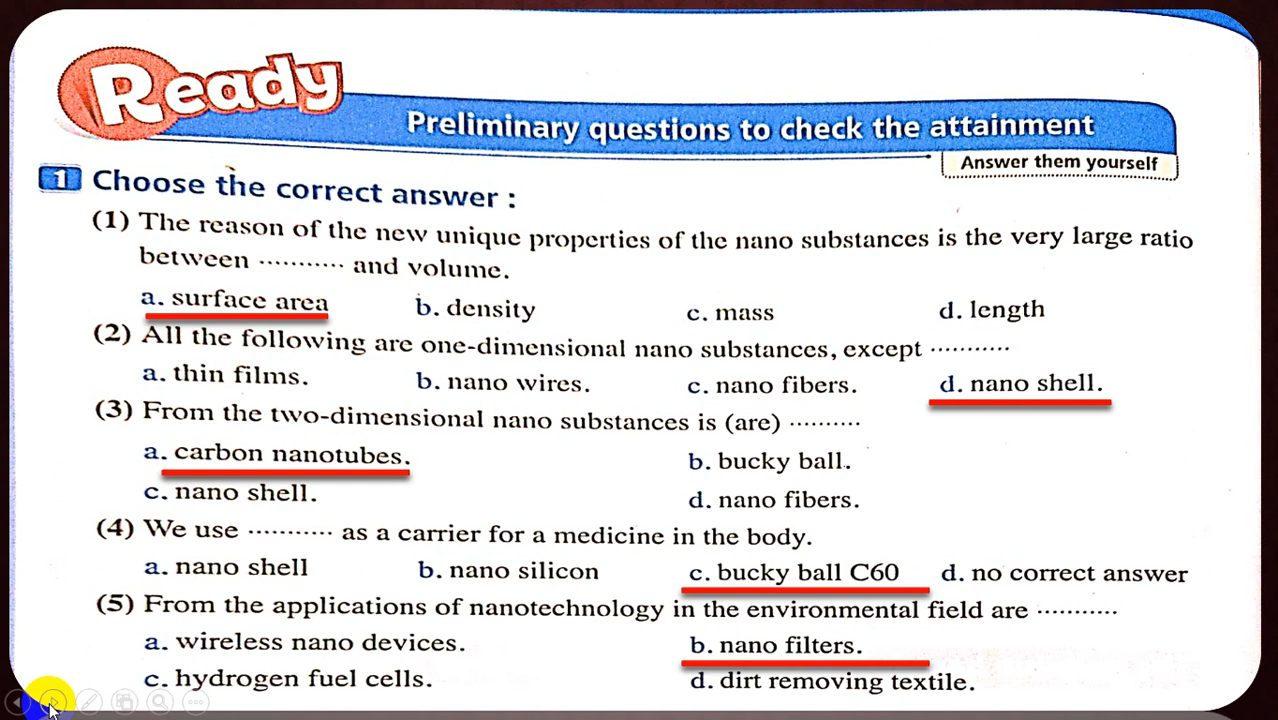 Ready
Preliminary questions to check the attainment
Answer them yourself
1 Choose the correct answer :
(1) The reason of the new unique properties of the nano substances is the very large ratio
between ··········· and volume.
a. surface area b. density c. mass d. length
(2) All the following are one-dimensional nano substances, except ···········
a. thin films. b. nano wires. c. nano fibers. d. nano shell.
(3) From the two-dimensional nano substances is (are) ··········
a. carbon nanotubes. b. bucky ball.
c. nano shell. d. nano fibers.
(4) We use ··········· as a carrier for a medicine in the body.
a. nano shell b. nano silicon c. bucky ball C60 d. no correct answer
(5) From the applications of nanotechnology in the environmental field are ···········
a. wireless nano devices. b. nano filters.
c. hydrogen fuel cells. d. dirt removing textile.